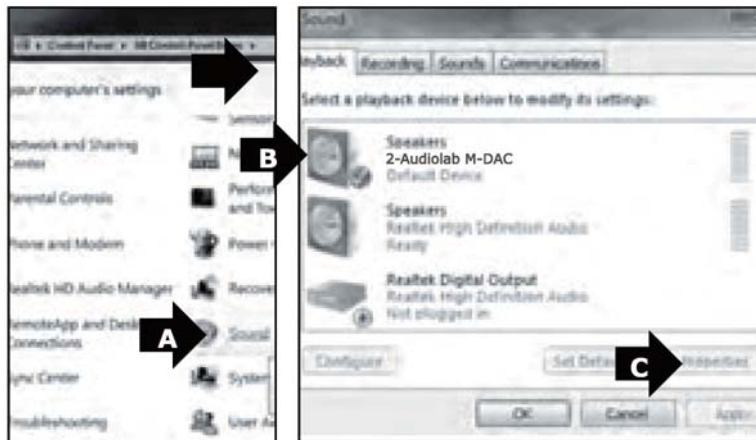 Control Panel ▸ All Control Panel Items ▸
your computer's settings
Network and Sharing
Center
Parental Controls
Perform
and Too
Phone and Modem
Power
Realtek HD Audio Manager
Recove
RemoteApp and Desk
Connections
A
Sound
Sync Center
System
Troubleshooting
User A
Sound
Playback Recording Sounds Communications
Select a playback device below to modify its settings:
B
Speakers
2-Audiolab M-DAC
Default Device
Speakers
Realtek High Definition Audio
Ready
Realtek Digital Output
Realtek High Definition Audio
Not plugged in
Configure
Set Defa
C
Properties
OK
Cancel
Apply